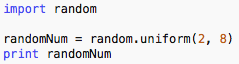 import random
randomNum = random.uniform(2, 8)
print randomNum